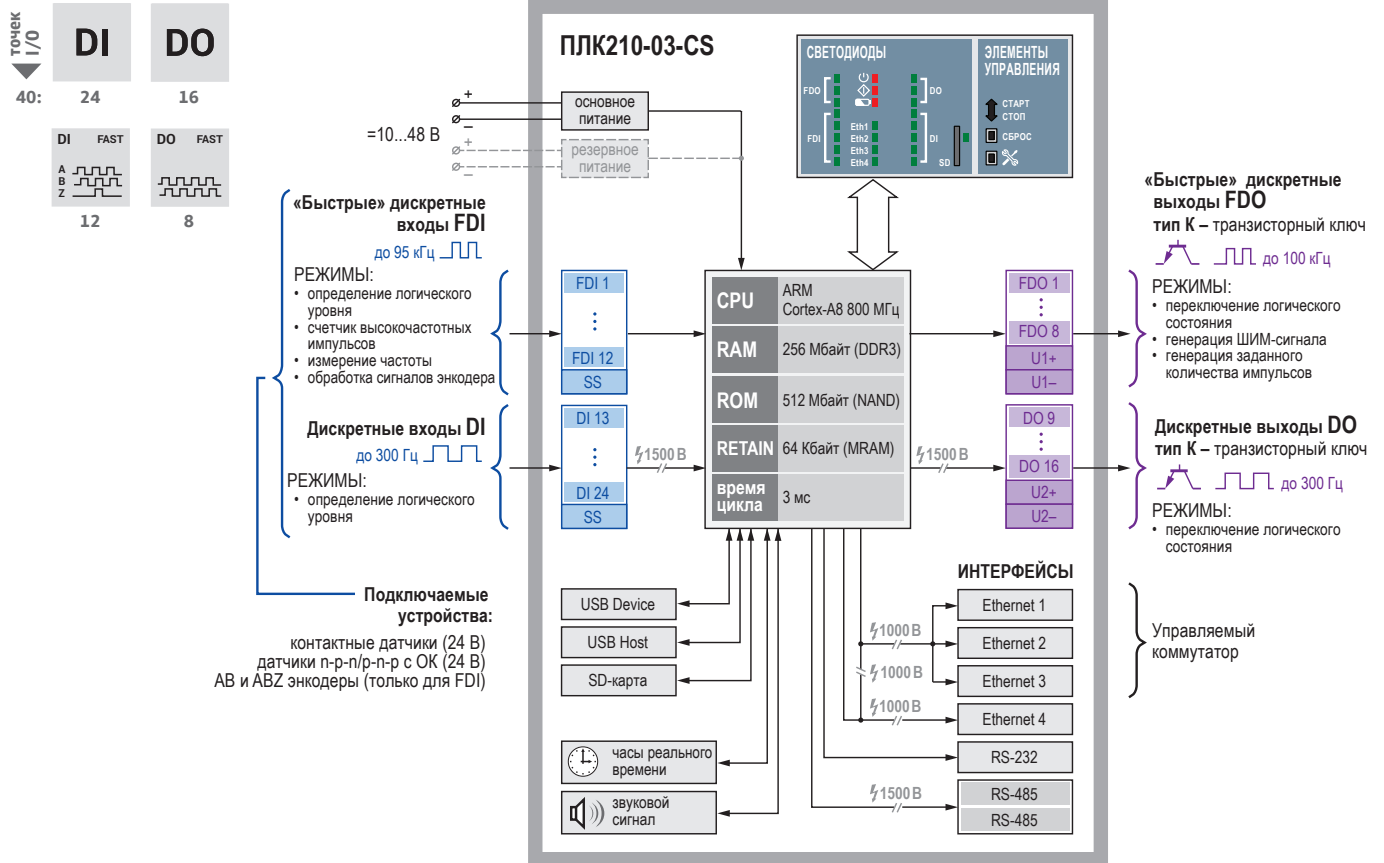 точек
I/O
DI
DO
40:
24
16
DI FAST
A
B
Z
DO FAST
12
8
ПЛК210-03-CS
=10...48 В
+
–
+
–
основное
питание
резервное
питание
СВЕТОДИОДЫ
FDO
DO
FDI
Eth1
Eth2
Eth3
Eth4
DI
SD
ЭЛЕМЕНТЫ
УПРАВЛЕНИЯ
СТАРТ
СТОП
СБРОС
«Быстрые» дискретные
входы FDI
до 95 кГц
РЕЖИМЫ:
• определение логического
уровня
• счетчик высокочастотных
импульсов
• измерение частоты
• обработка сигналов энкодера
Дискретные входы DI
до 300 Гц
РЕЖИМЫ:
• определение логического
уровня
Подключаемые
устройства:
контактные датчики (24 В)
датчики n-p-n/p-n-p с ОК (24 В)
AB и ABZ энкодеры (только для FDI)
FDI 1
FDI 12
SS
DI 13
DI 24
SS
1500 В
CPU
ARM
Cortex-A8 800 МГц
RAM
256 Мбайт (DDR3)
ROM
512 Мбайт (NAND)
RETAIN
64 Кбайт (MRAM)
время
цикла
3 мс
1500 В
FDO 1
FDO 8
U1+
U1–
DO 9
DO 16
U2+
U2–
«Быстрые» дискретные
выходы FDO
тип К – транзисторный ключ
до 100 кГц
РЕЖИМЫ:
• переключение логического
состояния
• генерация ШИМ-сигнала
• генерация заданного
количества импульсов
Дискретные выходы DO
тип К – транзисторный ключ
до 300 Гц
РЕЖИМЫ:
• переключение логического
состояния
USB Device
USB Host
SD-карта
часы реального
времени
звуковой
сигнал
ИНТЕРФЕЙСЫ
1000 В
1000 В
1000 В
1500 В
Ethernet 1
Ethernet 2
Ethernet 3
Ethernet 4
RS-232
RS-485
RS-485
Управляемый
коммутатор